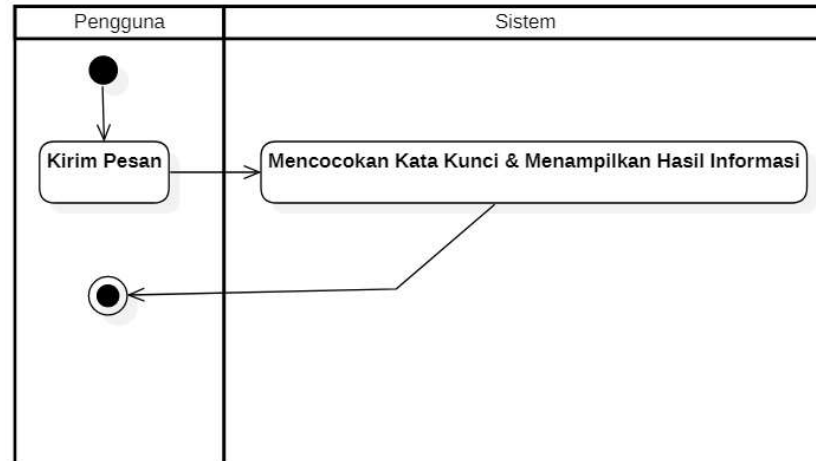 Pengguna
Sistem
Kirim Pesan
Mencocokan Kata Kunci & Menampilkan Hasil Informasi